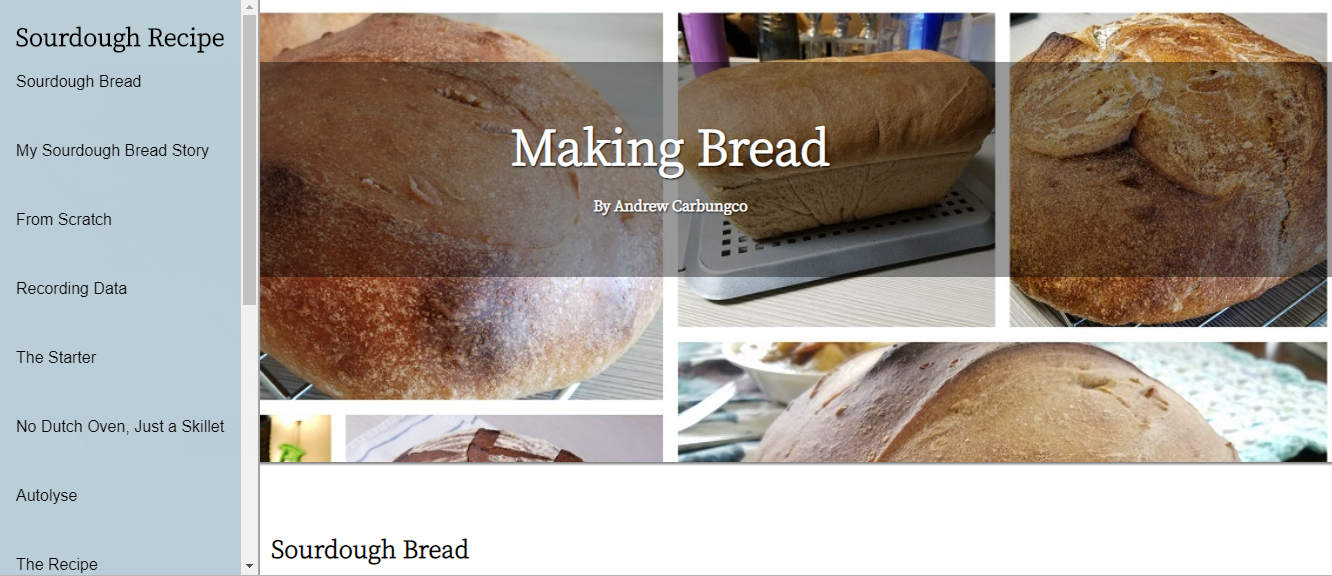 Sourdough Recipe
Sourdough Bread
My Sourdough Bread Story
From Scratch
Recording Data
The Starter
No Dutch Oven, Just a Skillet
Autolyse
The Recipe
Making Bread
By Andrew Carbungco
Sourdough Bread